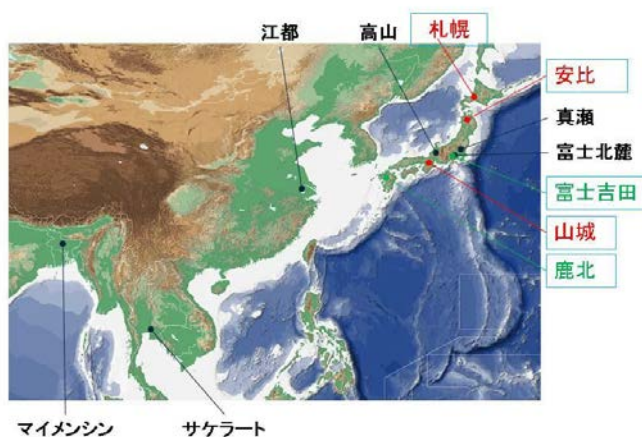 江都
高山
札幌
安比
真瀬
富士北麓
富士吉田
山城
鹿北
マイメンシン
サケラート